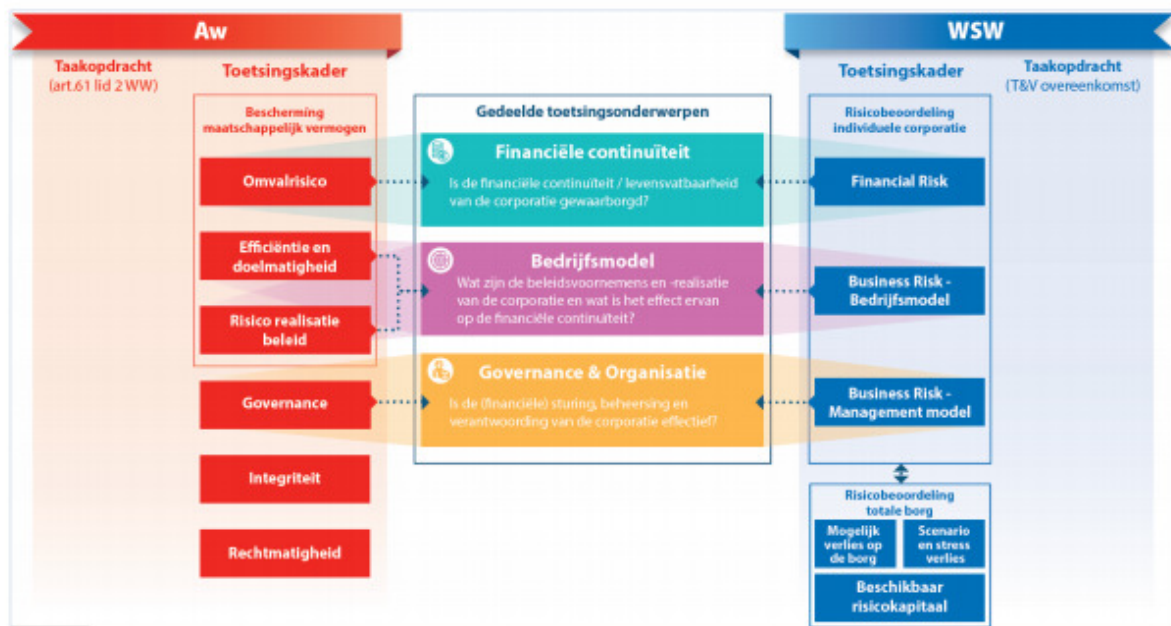 Aw
Taakopdracht
(art.61 lid 2 WW)
Toetsingskader
Bescherming
maatschappelijk vermogen
Omvalrisico
Efficiëntie en
doelmatigheid
Risico realisatie
beleid
Governance
Integriteit
Rechtmatigheid
Gedeelde toetsingsonderwerpen
Financiële continuïteit
Is de financiële continuïteit / levensvatbaarheid
van de corporatie gewaarborgd?
Bedrijfsmodel
Wat zijn de beleidsvoornemens en -realisatie
van de corporatie en wat is het effect ervan
op de financiële continuïteit?
Governance & Organisatie
Is de (financiële) sturing, beheersing en
verantwoording van de corporatie effectief?
WSW
Toetsingskader
Taakopdracht
(T&V overeenkomst)
Risicobeoordeling
individuele corporatie
Financial Risk
Business Risk -
Bedrijfsmodel
Business Risk -
Management model
Risicobeoordeling
totale borg
Mogelijk
verlies op
de borg
Scenario
en stress
verlies
Beschikbaar
risicokapitaal